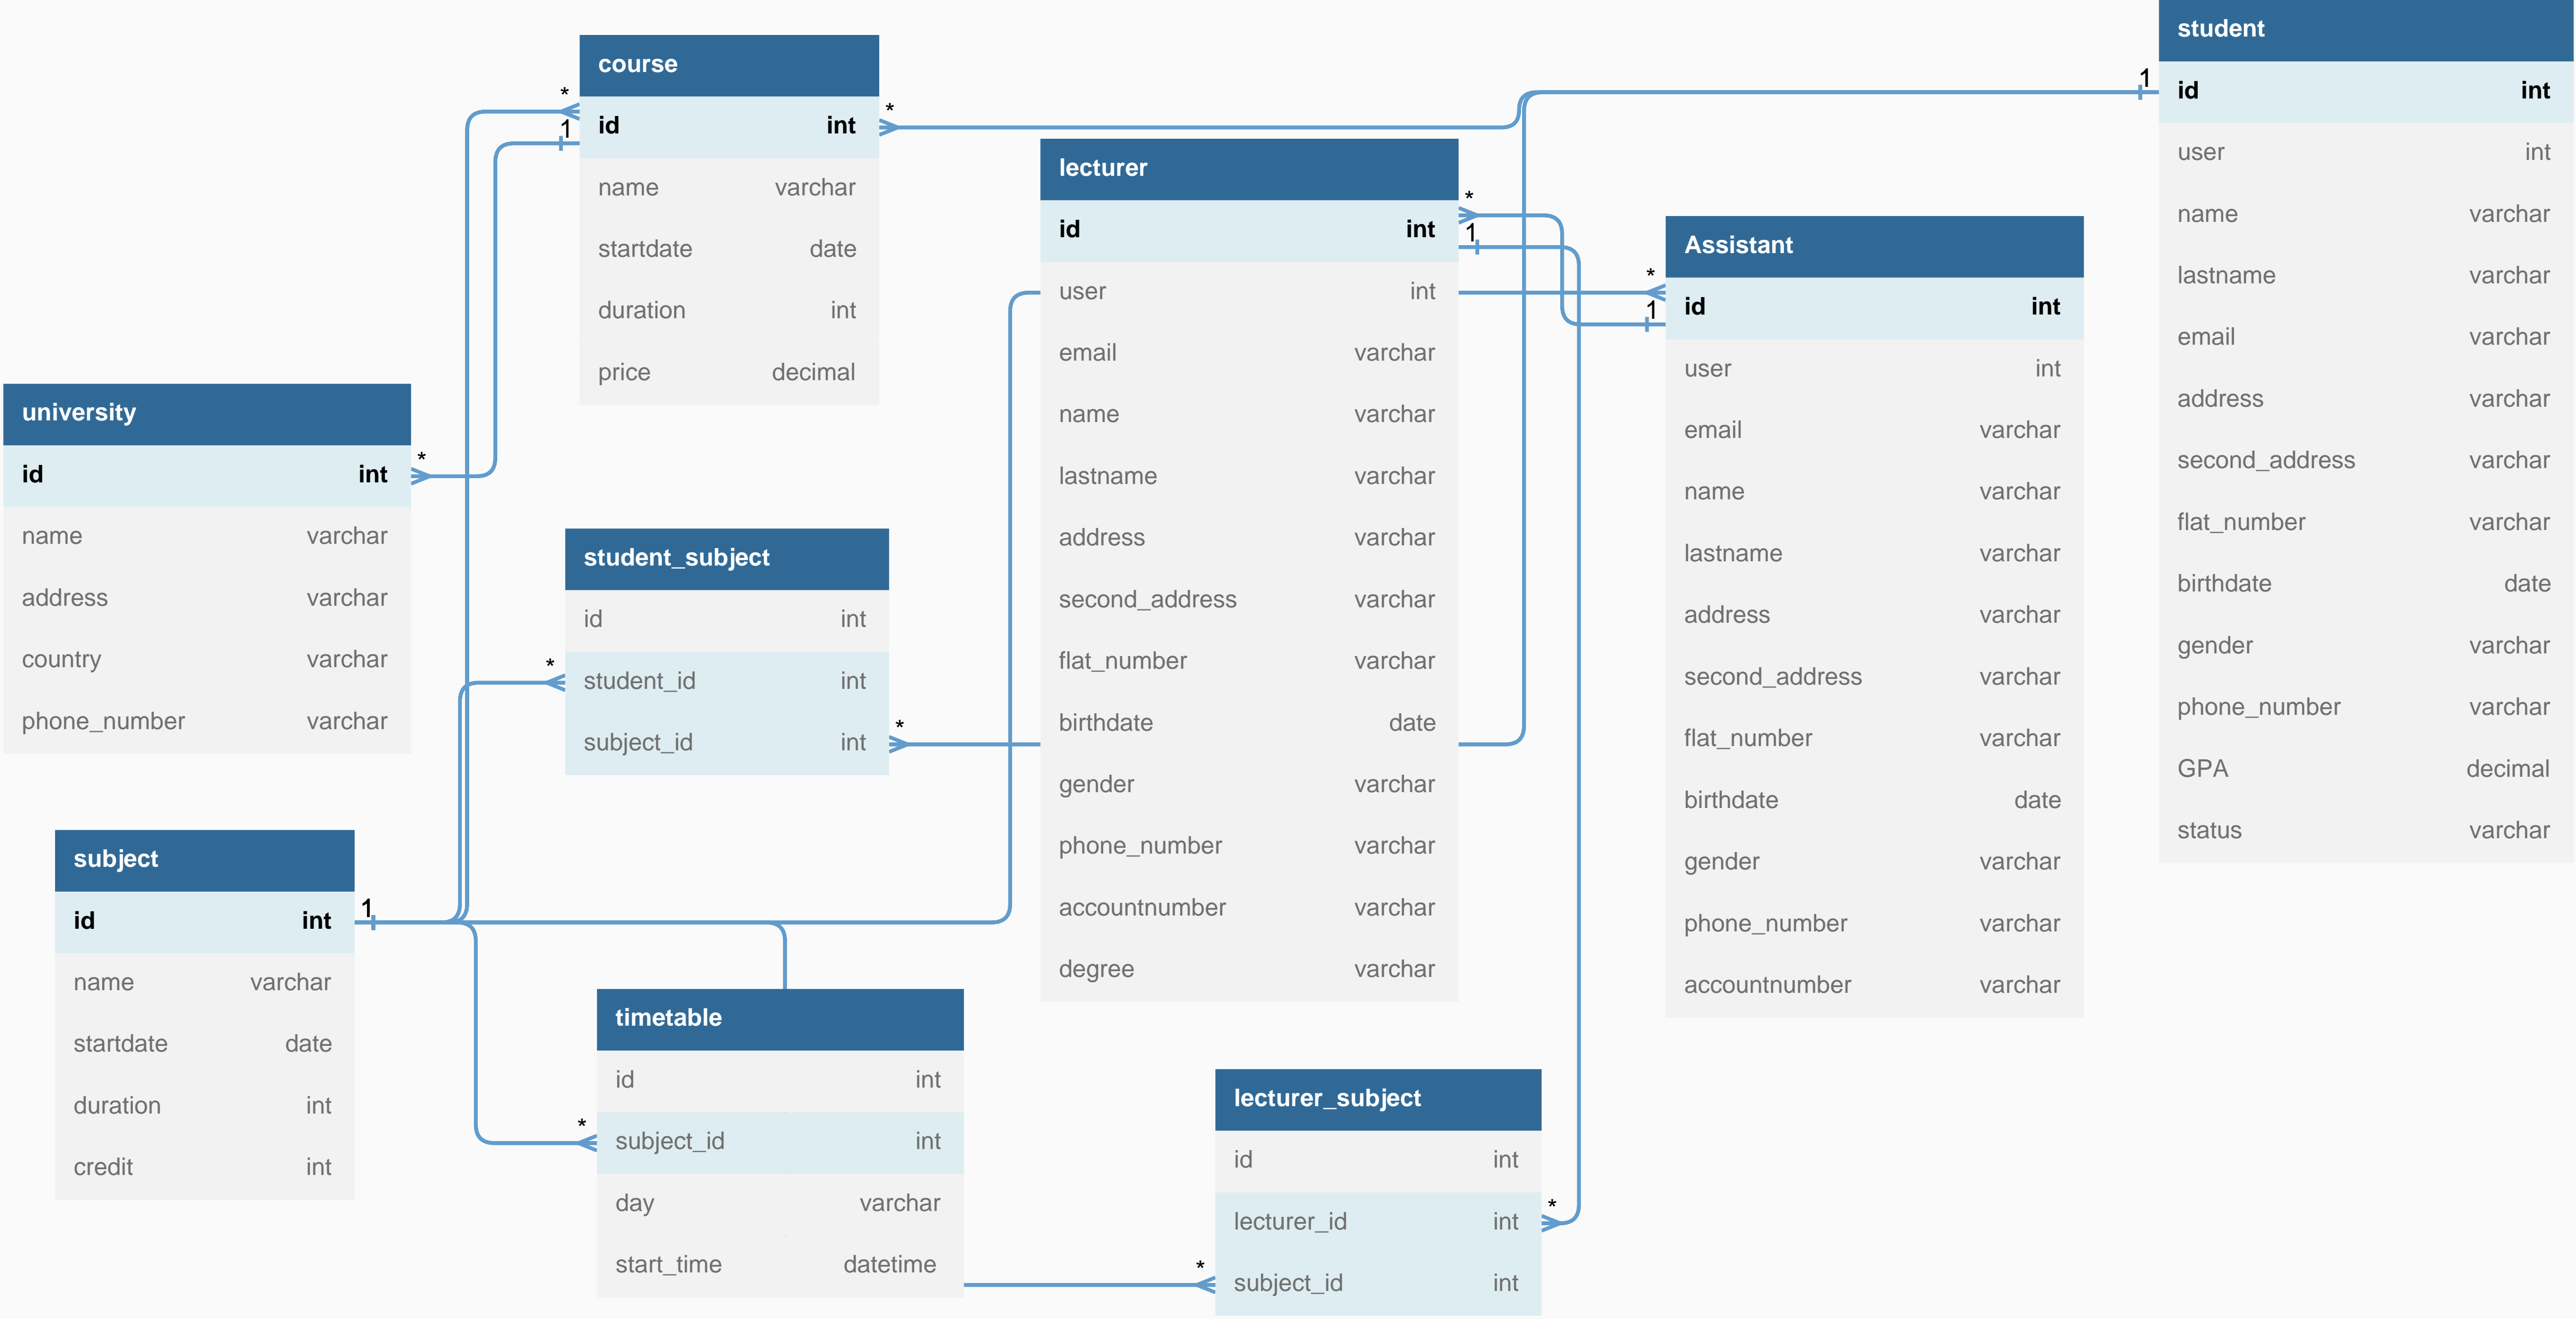 student
id int
user int
name varchar
lastname varchar
email varchar
address varchar
second_address varchar
flat_number varchar
birthdate date
gender varchar
phone_number varchar
GPA decimal
status varchar
1
course
id int
name varchar
startdate date
duration int
price decimal
*
1
*
lecturer
id int
user int
email varchar
name varchar
lastname varchar
address varchar
second_address varchar
flat_number varchar
birthdate date
gender varchar
phone_number varchar
accountnumber varchar
degree varchar
*
1
Assistant
id int
user int
email varchar
name varchar
lastname varchar
address varchar
second_address varchar
flat_number varchar
birthdate date
gender varchar
phone_number varchar
accountnumber varchar
*
1
university
id int
name varchar
address varchar
country varchar
phone_number varchar
*
student_subject
id int
student_id int
subject_id int
*
*
subject
id int
name varchar
startdate date
duration int
credit int
1
timetable
id int
subject_id int
day varchar
start_time datetime
*
lecturer_subject
id int
lecturer_id int
subject_id int
*
*